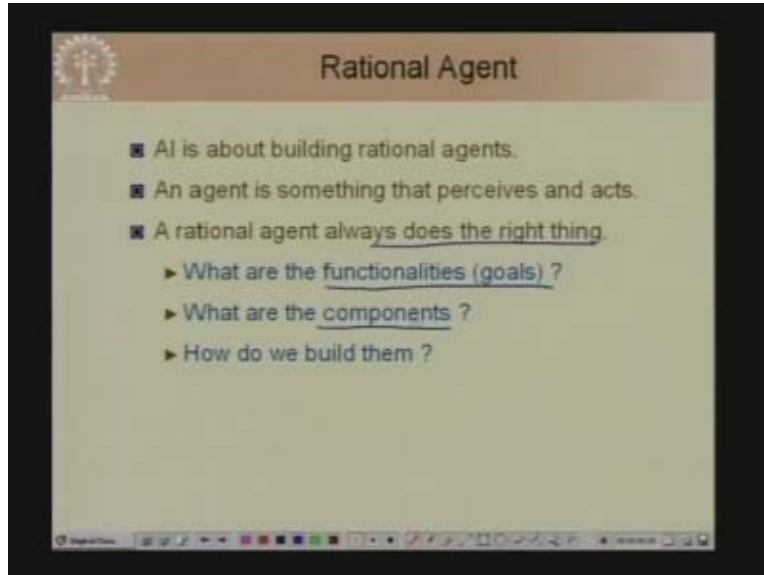 Rational Agent
AI is about building rational agents.
An agent is something that perceives and acts.
A rational agent always does the right thing.
What are the functionalities (goals) ?
What are the components ?
How do we build them ?